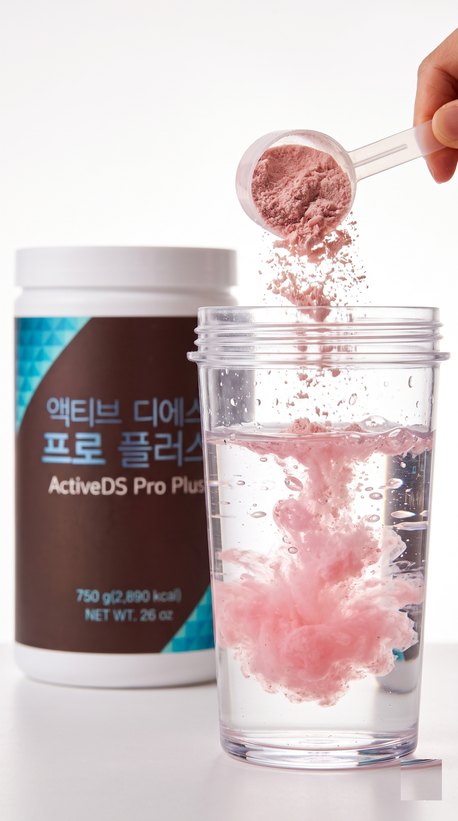 액티브 디에스
프로 플러스
ActiveDS Pro Plus
750 g(2,890 kcal)
NET WT. 26 oz